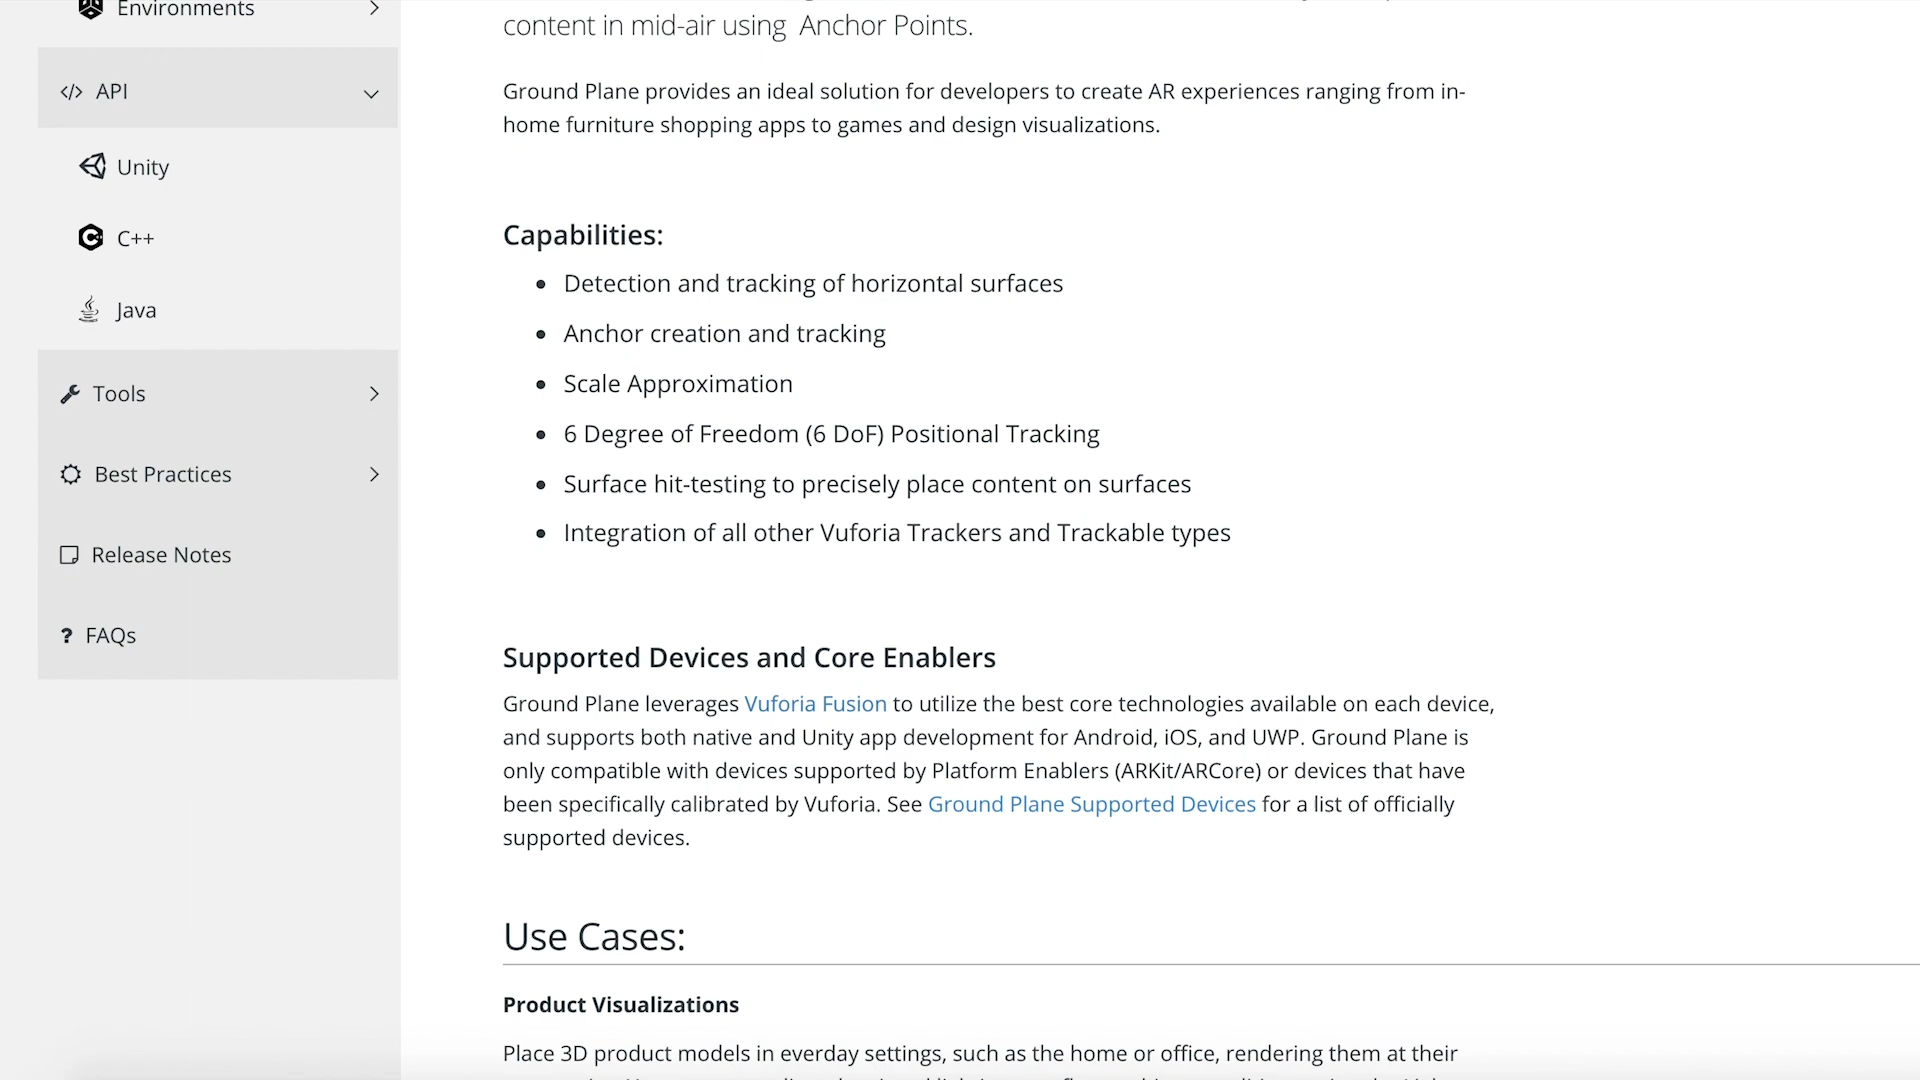 Environments
API
Unity
C++
Java
Tools
Best Practices
Release Notes
? FAQs
content in mid-air using Anchor Points.
Ground Plane provides an ideal solution for developers to create AR experiences ranging from in-
home furniture shopping apps to games and design visualizations.
Capabilities:
Detection and tracking of horizontal surfaces
Anchor creation and tracking
Scale Approximation
6 Degree of Freedom (6 DoF) Positional Tracking
Surface hit-testing to precisely place content on surfaces
Integration of all other Vuforia Trackers and Trackable types
Supported Devices and Core Enablers
Ground Plane leverages Vuforia Fusion to utilize the best core technologies available on each device,
and supports both native and Unity app development for Android, iOS, and UWP. Ground Plane is
only compatible with devices supported by Platform Enablers (ARKit/ARCore) or devices that have
been specifically calibrated by Vuforia. See Ground Plane Supported Devices for a list of officially
supported devices.
Use Cases:
Product Visualizations
Place 3D product models in everday settings, such as the home or office, rendering them at their